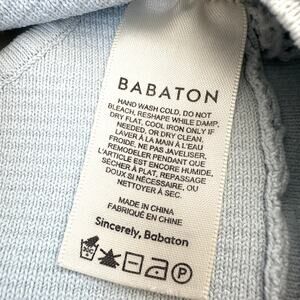 BABATON
HAND WASH COLD, DO NOT
BLEACH, RESHAPE WHILE DAMP,
DRY FLAT, COOL IRON ONLY IF
NEEDED, OR DRY CLEAN.
LAVER À LA MAIN À L'EAU
FROIDE, NE PAS JAVELISER,
REMODELER PENDANT QUE
L'ARTICLE EST ENCORE HUMIDE,
SÉCHER À PLAT, REPASSAGE
DOUX SI NÉCESSAIRE, OU
NETTOYER À SEC.
MADE IN CHINA
FABRIQUÉ EN CHINE
Sincerely, Babaton
P